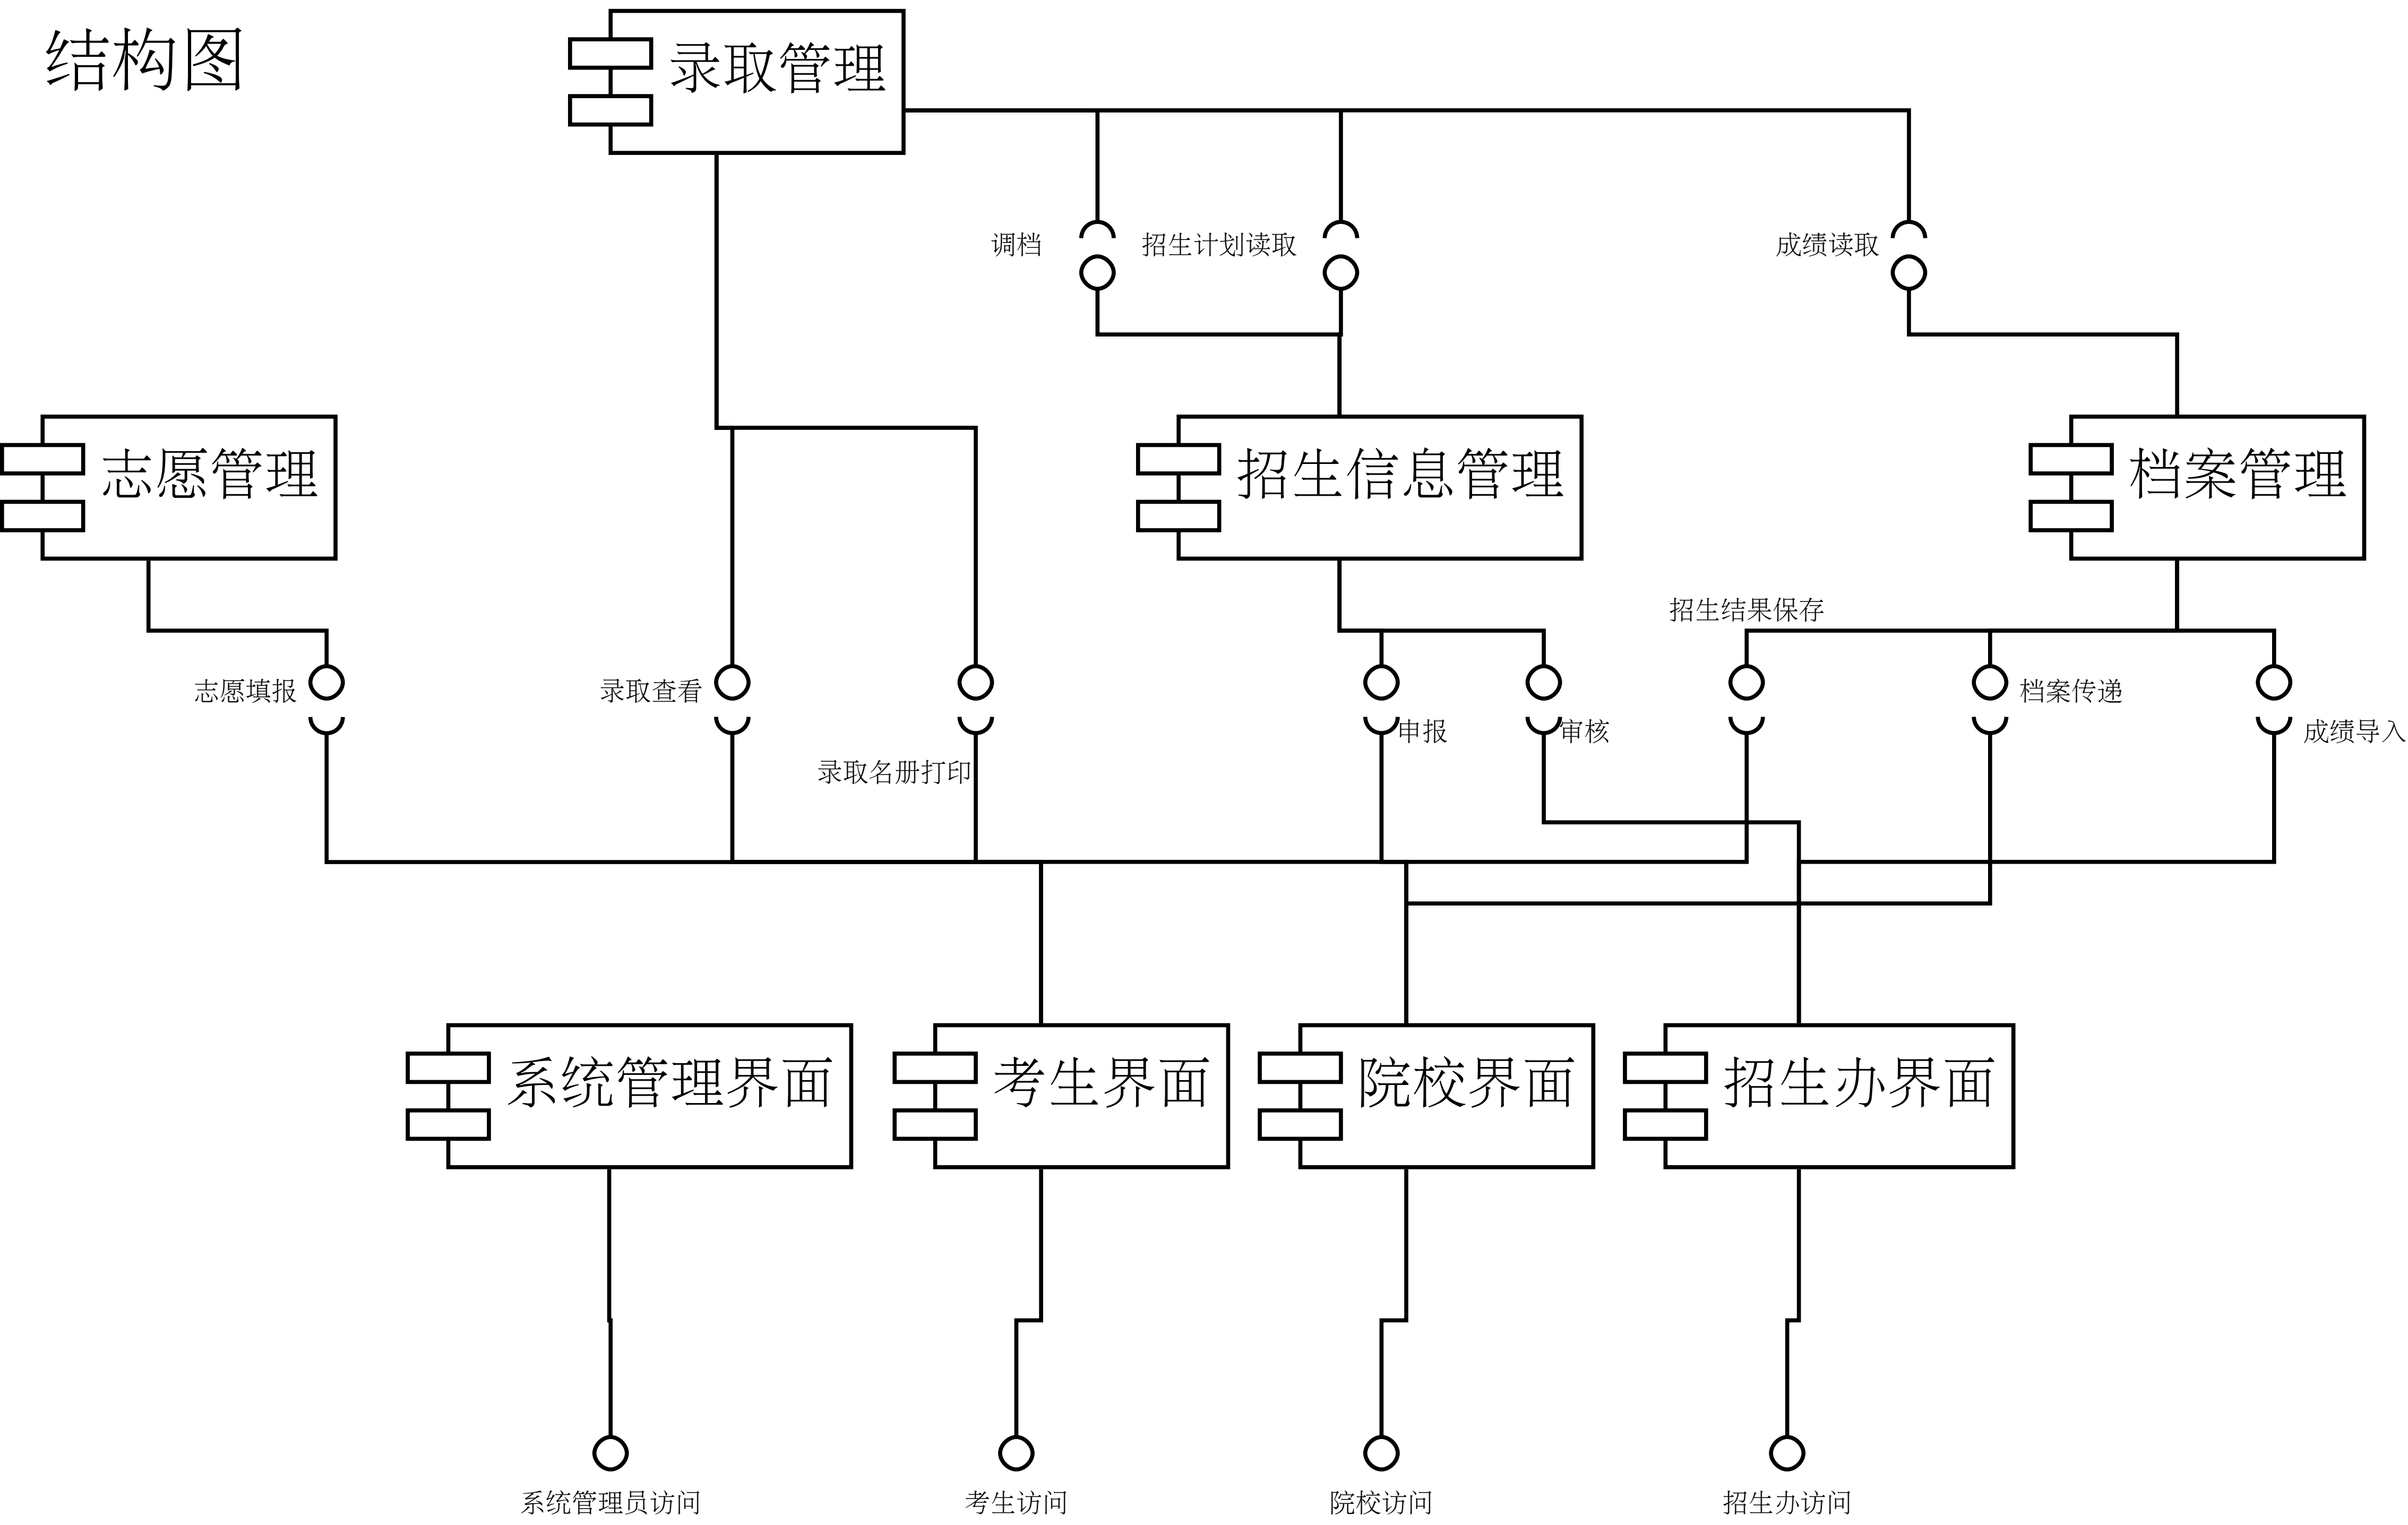 结构图
录取管理
调档
招生计划读取
成绩读取
志愿管理
招生信息管理
档案管理
招生结果保存
志愿填报
录取查看
档案传递
申报
审核
成绩导入
录取名册打印
系统管理界面
考生界面
院校界面
招生办界面
系统管理员访问
考生访问
院校访问
招生办访问